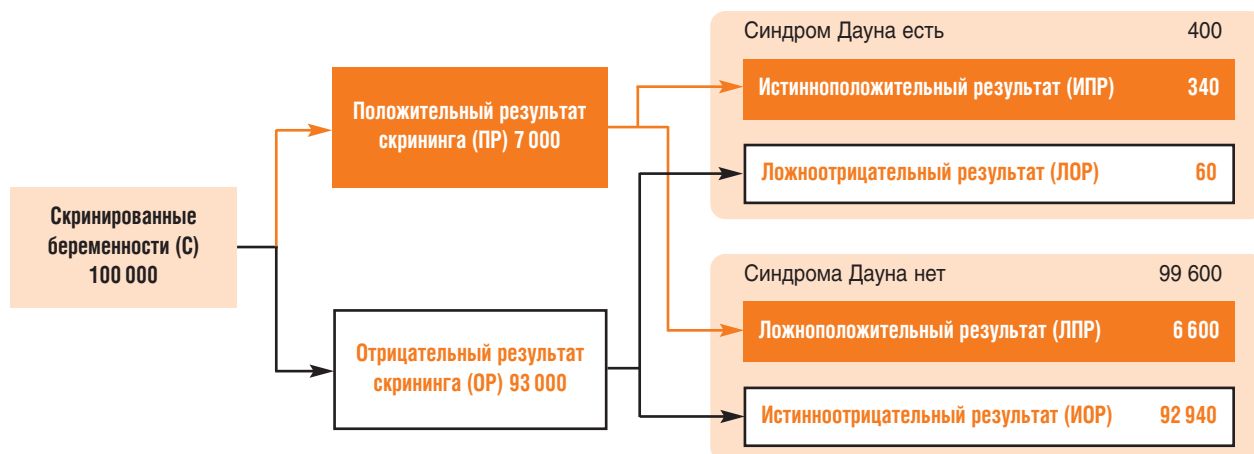 Скринированные
беременности (С)
100 000
Положительный результат
скрининга (ПР) 7 000
Отрицательный результат
скрининга (ОР) 93 000
Синдром Дауна есть 400
Истинноположительный результат (ИПР) 340
Ложноотрицательный результат (ЛОР) 60
Синдрома Дауна нет 99 600
Ложноположительный результат (ЛПР) 6 600
Истинноотрицательный результат (ИОР) 92 940